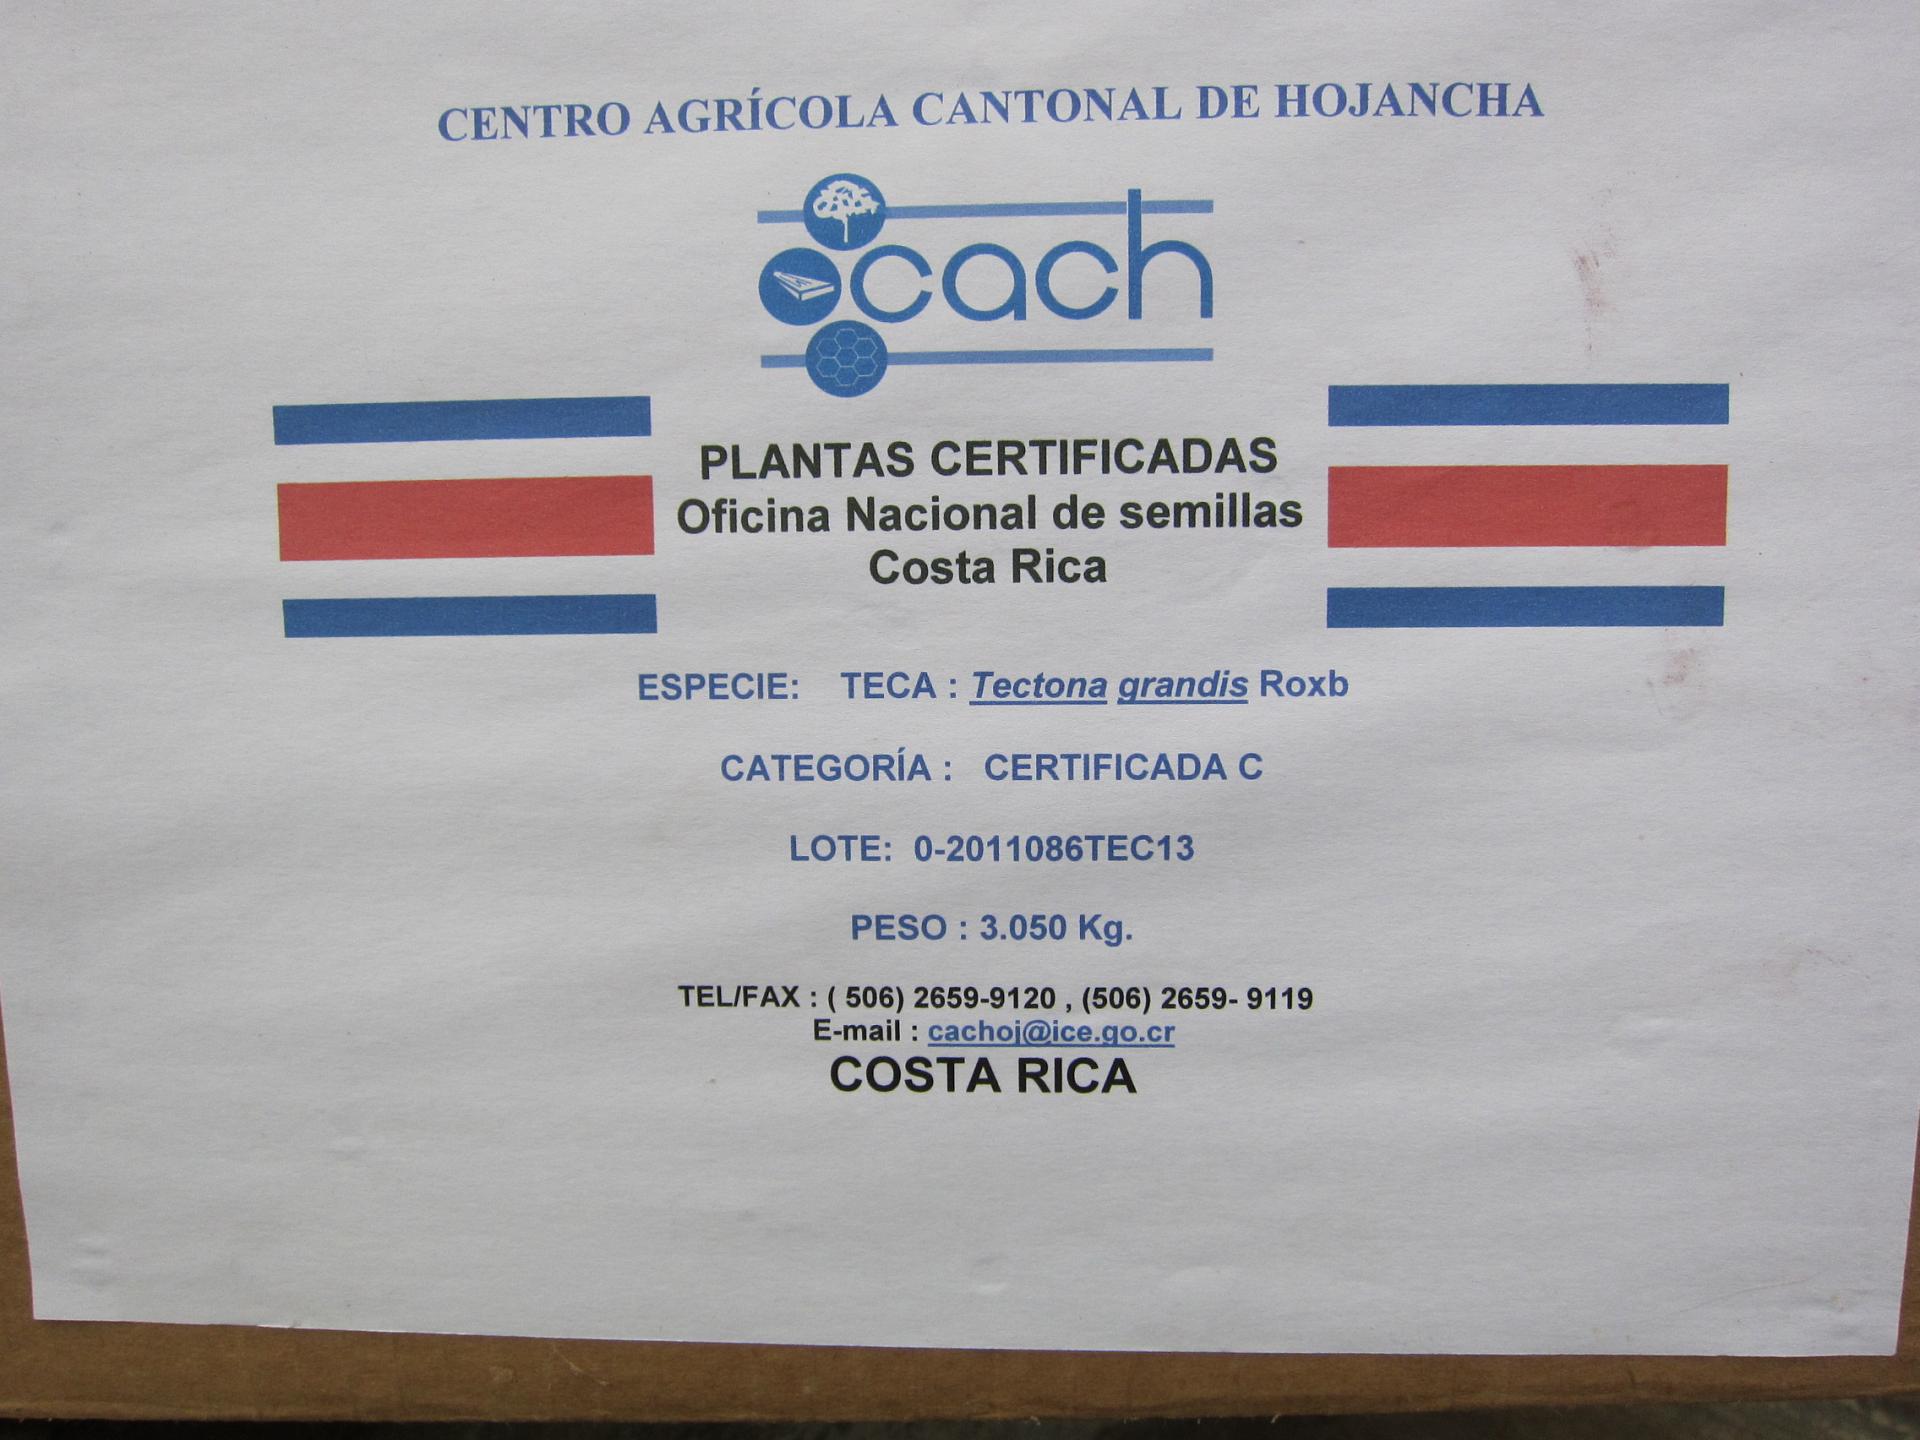 CENTRO AGRÍCOLA CANTONAL DE HOJANCHA
cach
PLANTAS CERTIFICADAS
Oficina Nacional de semillas
Costa Rica
ESPECIE: TECA : Tectona grandis Roxb
CATEGORÍA : CERTIFICADA C
LOTE: 0-2011086TEC13
PESO : 3.050 Kg.
TEL/FAX : ( 506) 2659-9120 , (506) 2659- 9119
E-mail : cachoj@ice.go.cr
COSTA RICA